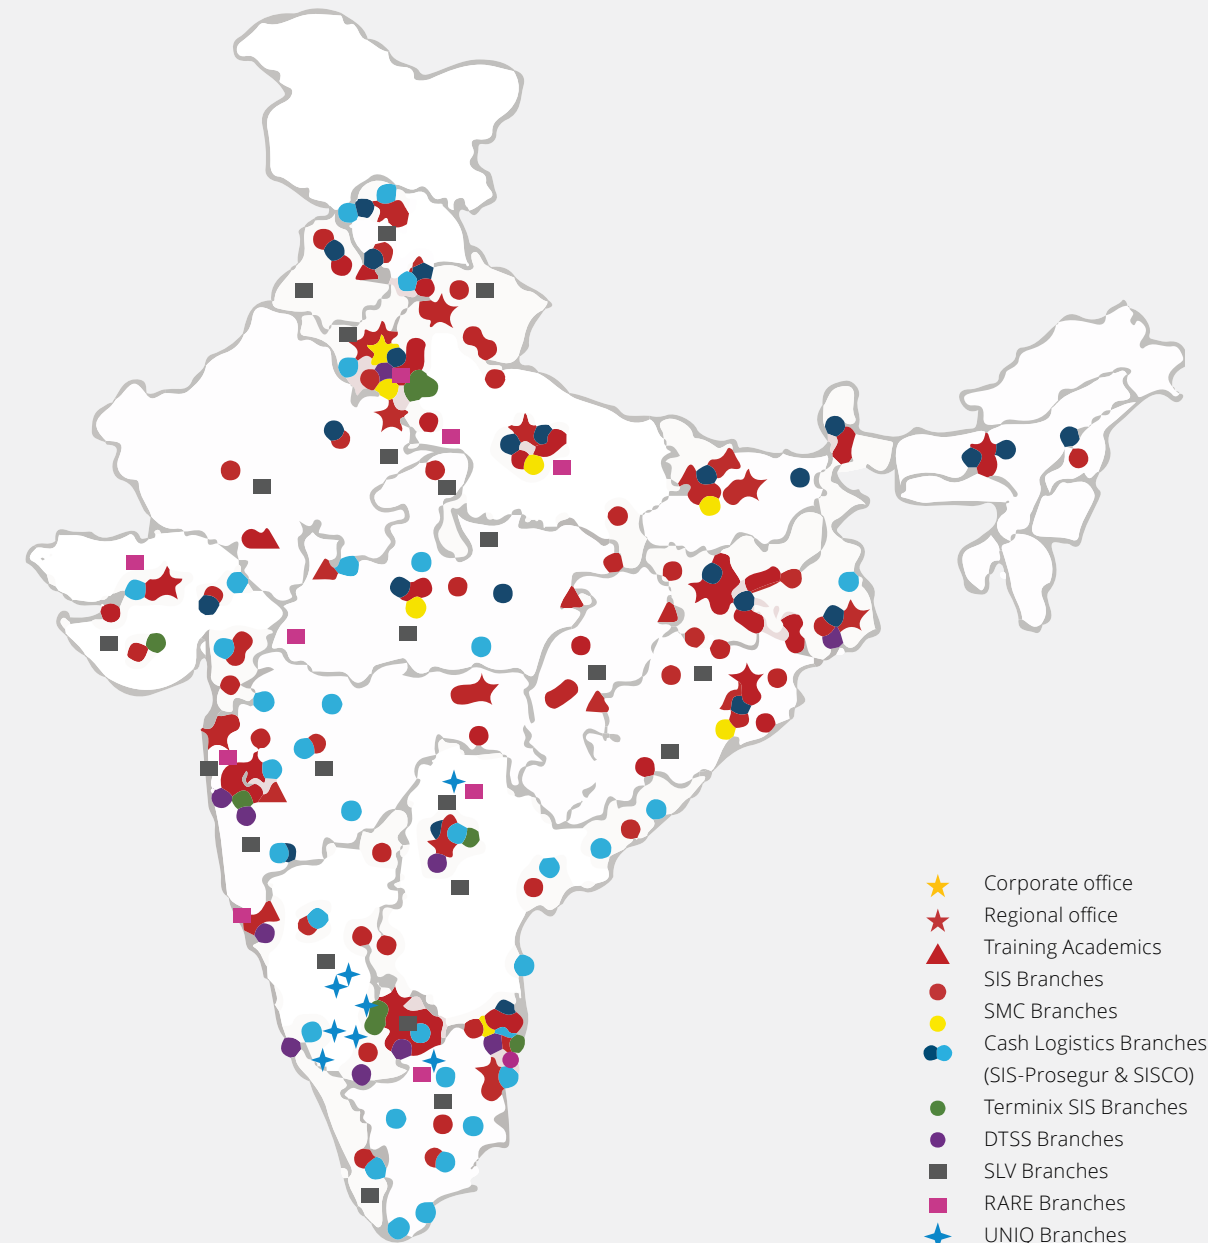 Corporate office
Regional office
Training Academics
SIS Branches
SMC Branches
Cash Logistics Branches
(SIS-Prosegur & SISCO)
Terminix SIS Branches
DTSS Branches
SLV Branches
RARE Branches
UNIQ Branches